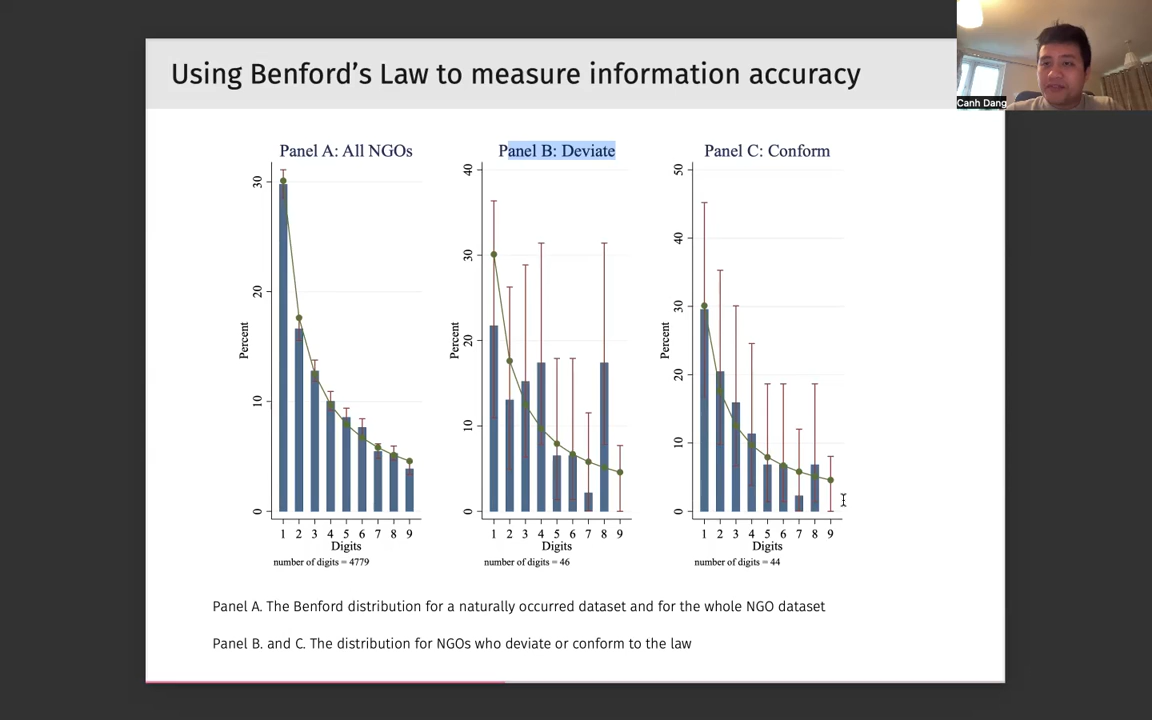 Using Benford's Law to measure information accuracy
Canh Dang
Panel A: All NGOs
Percent
30
20
10
0
1 2 3 4 5 6 7 8 9
Digits
number of digits = 4779
Panel B: Deviate
Percent
40
30
20
10
0
1 2 3 4 5 6 7 8 9
Digits
number of digits = 46
Panel C: Conform
Percent
50
40
30
20
10
0
1 2 3 4 5 6 7 8 9
Digits
number of digits = 44
Panel A. The Benford distribution for a naturally occurred dataset and for the whole NGO dataset
Panel B. and C. The distribution for NGOs who deviate or conform to the law